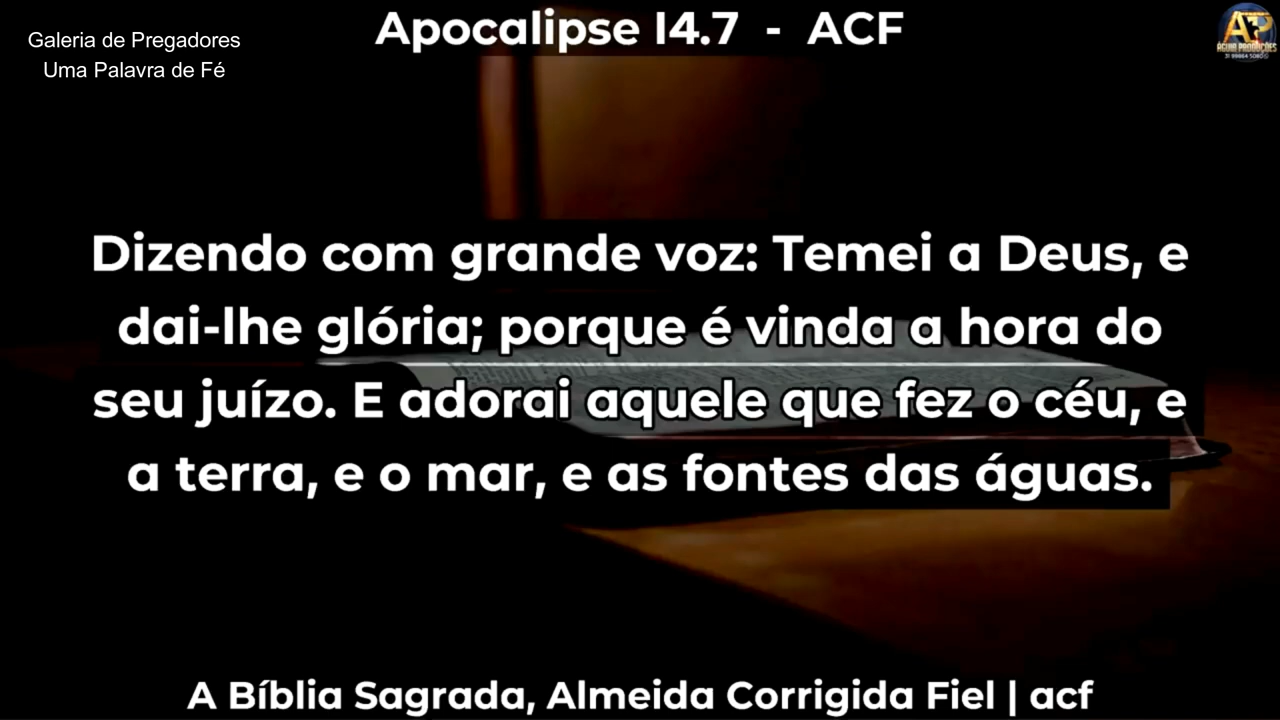 Apocalipse I4.7 - ACF
Galeria de Pregadores
Uma Palavra de Fé
Dizendo com grande voz: Temei a Deus, e
dai-lhe glória; porque é vinda a hora do
seu juízo. E adorai aquele que fez o céu, e
a terra, e o mar, e as fontes das águas.
A Bíblia Sagrada, Almeida Corrigida Fiel | acf